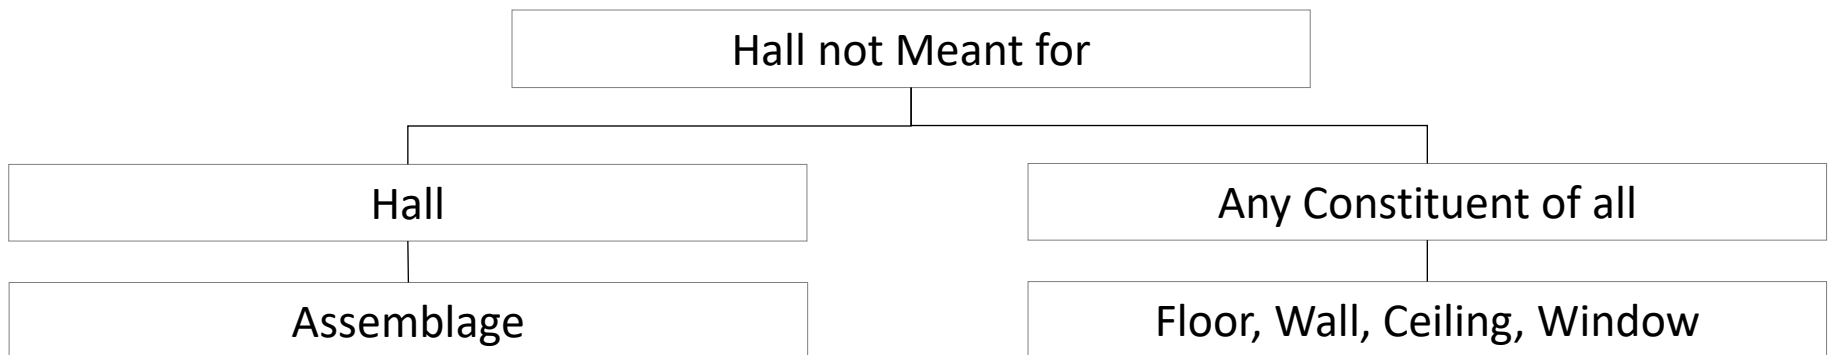 Hall not Meant for
Hall
Any Constituent of all
Assemblage
Floor, Wall, Ceiling, Window